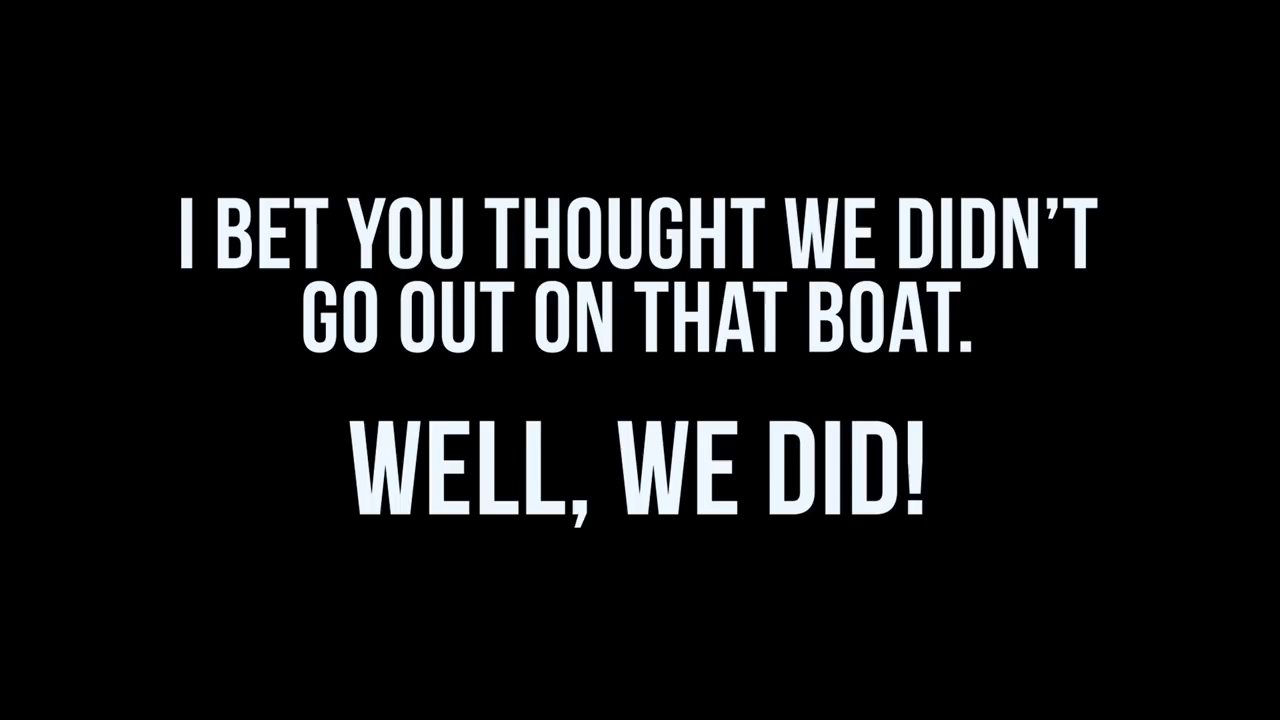 I BET YOU THOUGHT WE DIDN’T
GO OUT ON THAT BOAT.
WELL, WE DID!